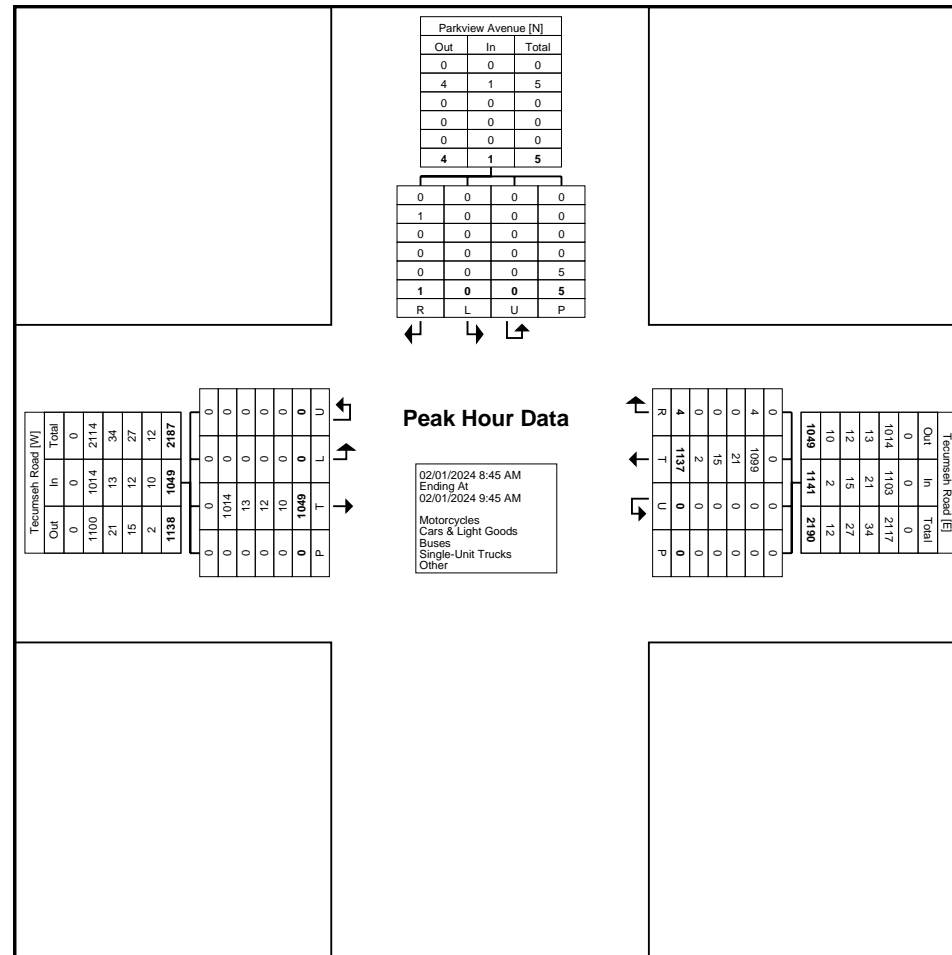 Parkview Avenue [N]
Out In Total
0 0 0
4 1 5
0 0 0
0 0 0
0 0 0
4 1 5
0 0 0 0
1 0 0 0
0 0 0 0
0 0 0 0
0 0 0 5
1 0 0 5
R L U P
Tecumseh Road [W]
Out In Total
0 0 0
1100 1014 2114
21 13 34
15 12 27
2 10 12
1138 1049 2187
0 0 0 0
0 1014 0 0
0 13 0 0
0 12 0 0
0 10 0 0
0 1049 0 0
P T L U
Peak Hour Data
02/01/2024 8:45 AM
Ending At
02/01/2024 9:45 AM
Motorcycles
Cars & Light Goods
Buses
Single-Unit Trucks
Other
Tecumseh Road [E]
Out In Total
0 0 0
1014 1103 2117
13 21 34
12 15 27
10 2 12
1049 1141 2190
0 0 0 0
4 1099 0 0
0 21 0 0
0 15 0 0
0 2 0 0
4 1137 0 0
R T U P